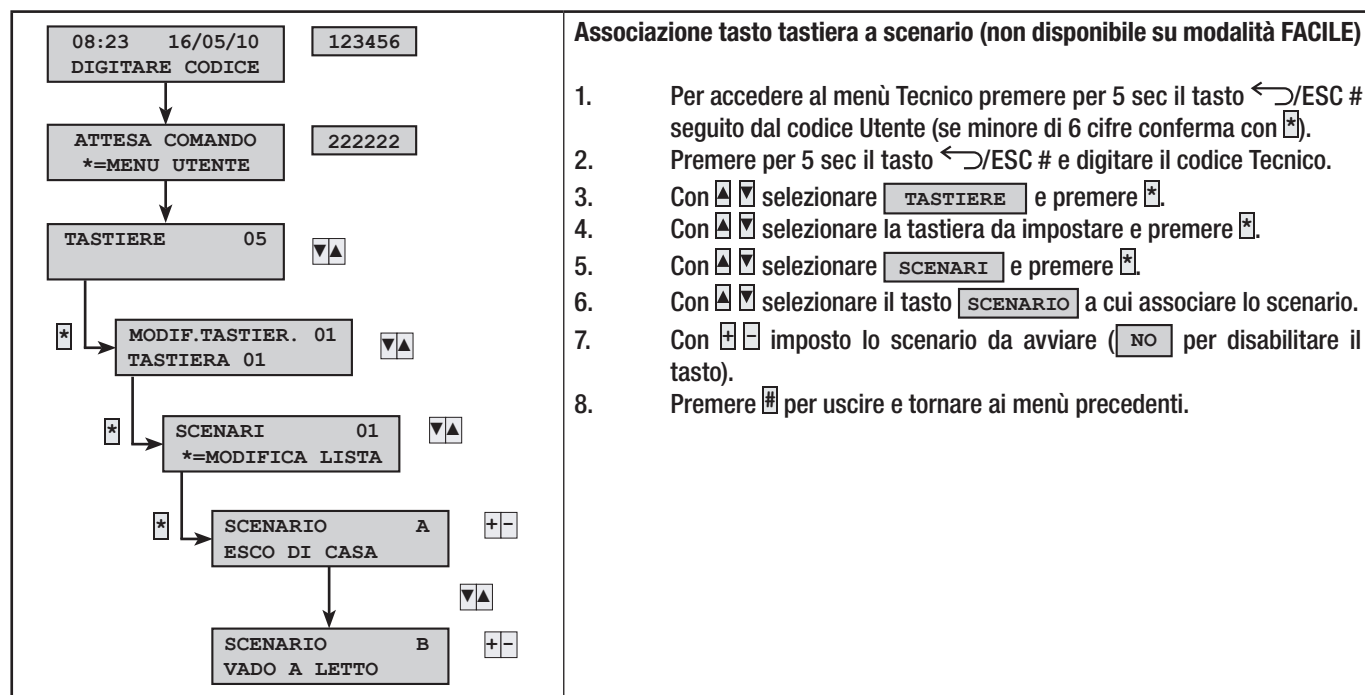 08:23 16/05/10
DIGITARE CODICE
123456
ATTESA COMANDO
*=MENU UTENTE
222222
TASTIERE 05
▼▲
*
MODIF.TASTIER. 01
TASTIERA 01
▼▲
*
SCENARI 01
*=MODIFICA LISTA
▼▲
*
SCENARIO A
ESCO DI CASA
+-
▼▲
SCENARIO B
VADO A LETTO
+-
Associazione tasto tastiera a scenario (non disponibile su modalità FACILE)
1. Per accedere al menù Tecnico premere per 5 sec il tasto ↩/ESC #
seguito dal codice Utente (se minore di 6 cifre conferma con *).
2. Premere per 5 sec il tasto ↩/ESC # e digitare il codice Tecnico.
3. Con ▲ ▼ selezionare TASTIERE e premere *.
4. Con ▲ ▼ selezionare la tastiera da impostare e premere *.
5. Con ▲ ▼ selezionare SCENARI e premere *.
6. Con ▲ ▼ selezionare il tasto SCENARIO a cui associare lo scenario.
7. Con + - imposto lo scenario da avviare ( NO per disabilitare il
tasto).
8. Premere # per uscire e tornare ai menù precedenti.